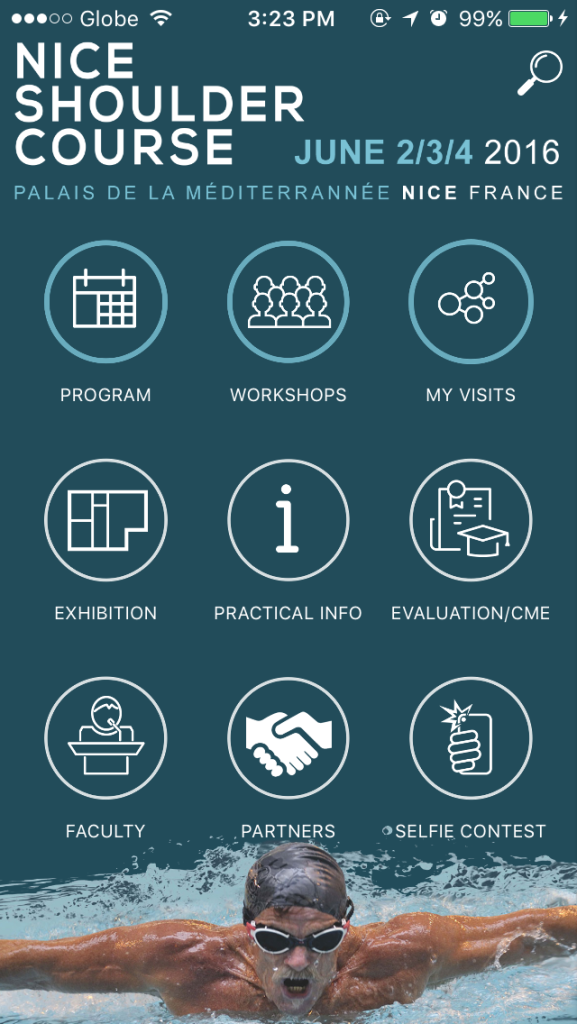 Globe 3:23 PM 99%
NICE
SHOULDER
COURSE
JUNE 2/3/4 2016
PALAIS DE LA MÉDITERRANNÉE NICE FRANCE
PROGRAM WORKSHOPS MY VISITS
EXHIBITION PRACTICAL INFO EVALUATION/CME
FACULTY PARTNERS SELFIE CONTEST